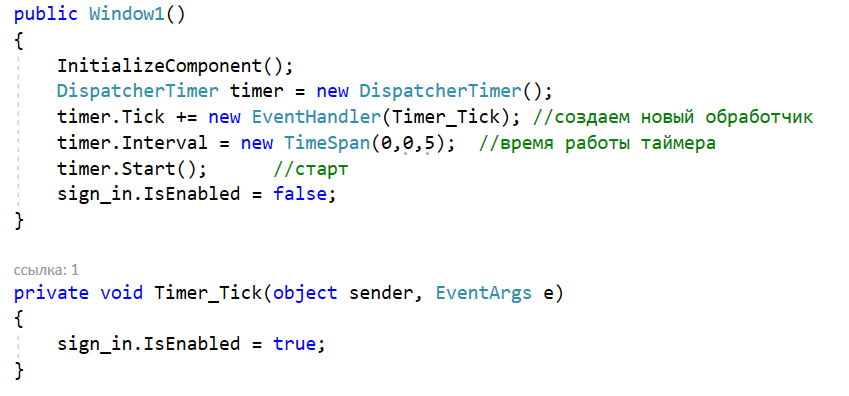 public Window1()
{
    InitializeComponent();
    DispatcherTimer timer = new DispatcherTimer();
    timer.Tick += new EventHandler(Timer_Tick); //создаем новый обработчик
    timer.Interval = new TimeSpan(0,0,5);  //время работы таймера
    timer.Start();      //старт
    sign_in.IsEnabled = false;
}
ссылка: 1
private void Timer_Tick(object sender, EventArgs e)
{
    sign_in.IsEnabled = true;
}